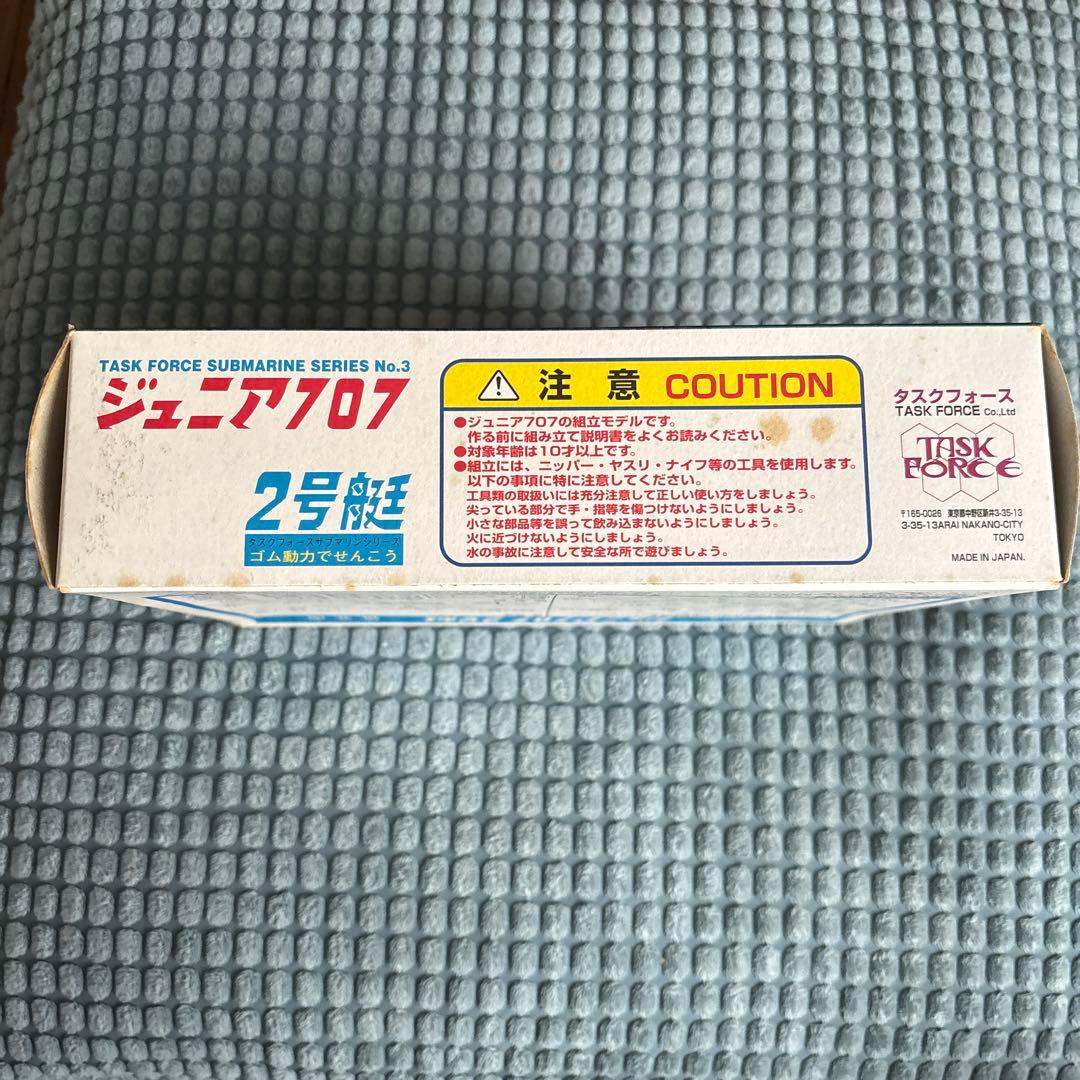 TASK FORCE SUBMARINE SERIES No.3
ジュニア707
2号艇
タスクフォースサブマリンシリーズ
ゴム動力でせんこう
注意 COUTION
●ジュニア707の組立モデルです。
作る前に組み立て説明書をよくお読みください。
●対象年齢は10才以上です。
●組立には、ニッパー・ヤスリ・ナイフ等の工具を使用します。
以下の事項に特に注意してください。
工具類の取扱いには充分注意して正しい使い方をしましょう。
尖っている部分で手・指等を傷つけないようにしましょう。
小さな部品等を誤って飲み込まないようにしましょう。
火に近づけないようにしましょう。
水の事故に注意して安全な所で遊びましょう。
タスクフォース
TASK FORCE Co.,Ltd
TASK
FORCE
〒165-0026 東京都中野区新井3-35-13
3-35-13ARAI NAKANO-CITY
TOKYO
MADE IN JAPAN.